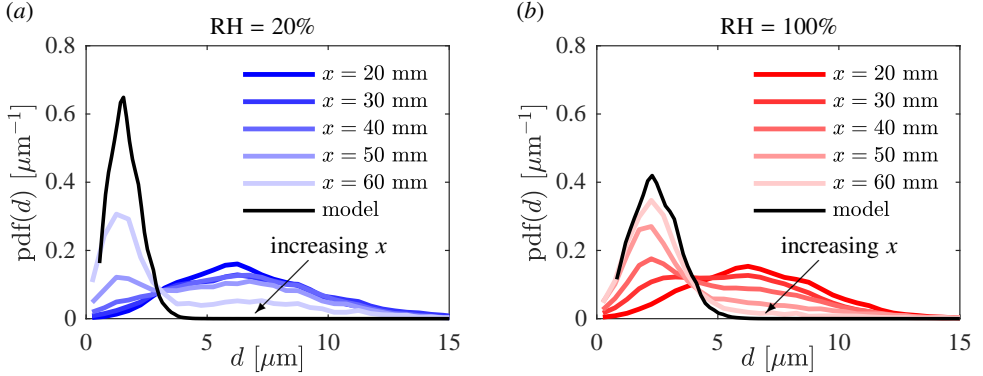 (a)
RH = 20%
pdf(d) [μm⁻¹]
0.8
0.6
0.4
0.2
0
x = 20 mm
x = 30 mm
x = 40 mm
x = 50 mm
x = 60 mm
model
increasing x
0 5 10 15
d [μm]
(b)
RH = 100%
pdf(d) [μm⁻¹]
0.8
0.6
0.4
0.2
0
x = 20 mm
x = 30 mm
x = 40 mm
x = 50 mm
x = 60 mm
model
increasing x
0 5 10 15
d [μm]